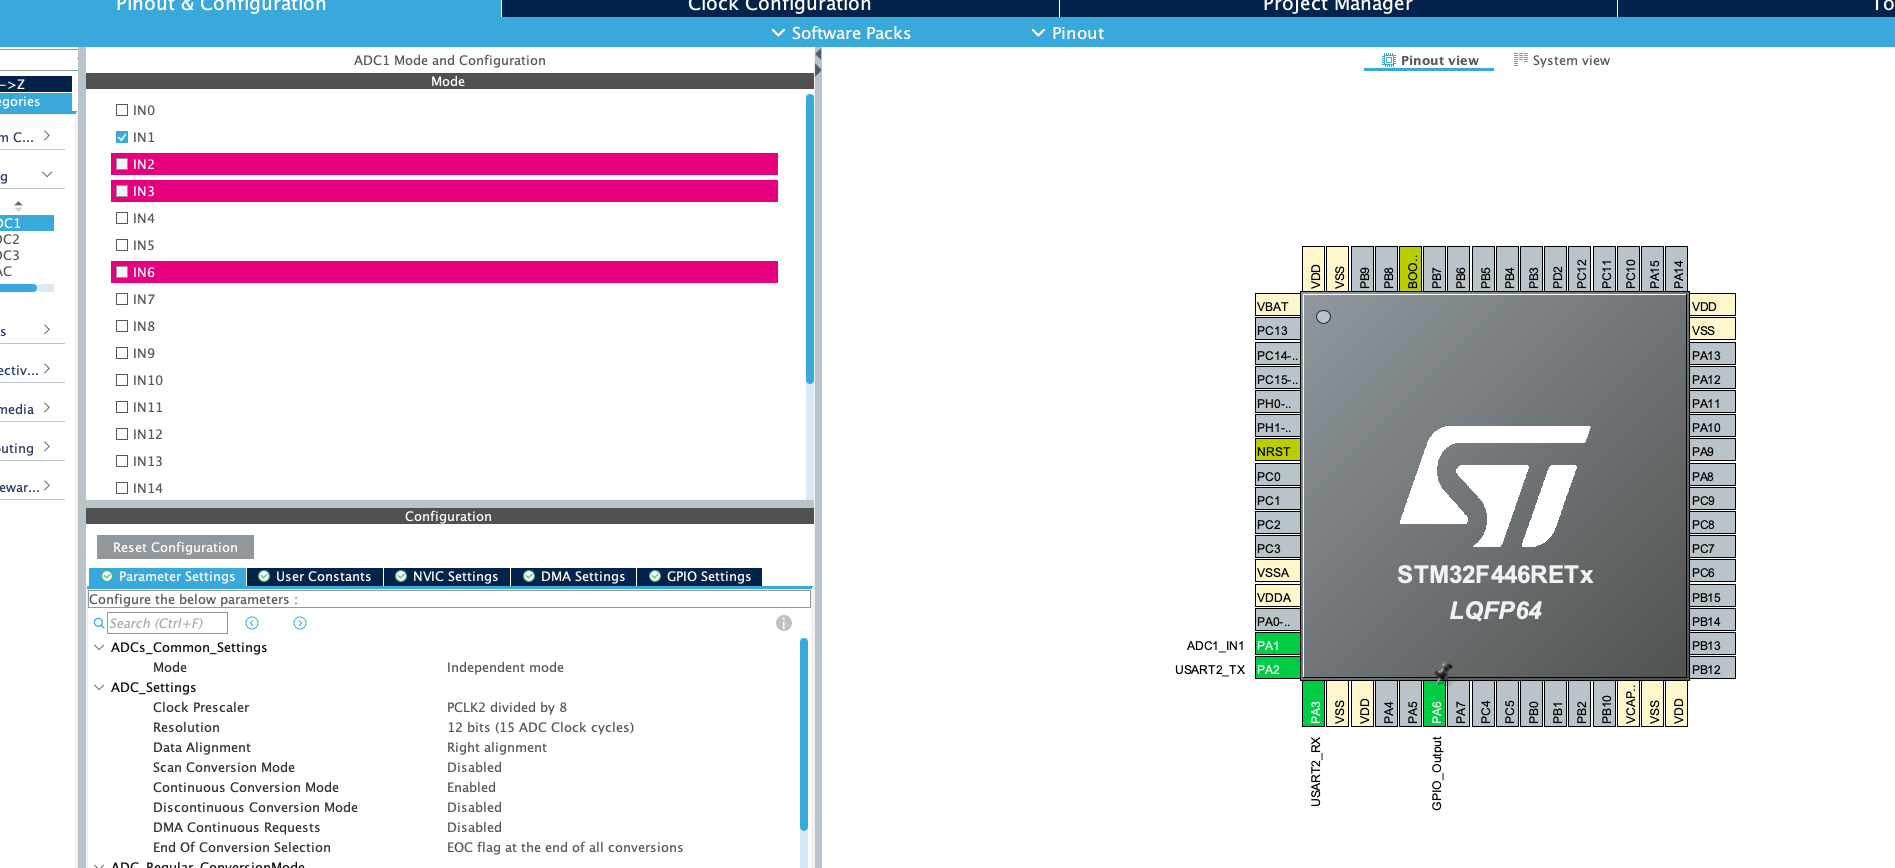 Pinout & Configuration
Clock Configuration
Project Manager
To
Software Packs
Pinout
ADC1 Mode and Configuration
Mode
->Z
egories
m C...
g
DC1
DC2
DC3
AC
s
ectiv...
media
outing
ewar...
IN0
IN1
IN2
IN3
IN4
IN5
IN6
IN7
IN8
IN9
IN10
IN11
IN12
IN13
IN14
Configuration
Reset Configuration
Parameter Settings
User Constants
NVIC Settings
DMA Settings
GPIO Settings
Configure the below parameters :
Search (Ctrl+F)
ADCs_Common_Settings
Mode Independent mode
ADC_Settings
Clock Prescaler PCLK2 divided by 8
Resolution 12 bits (15 ADC Clock cycles)
Data Alignment Right alignment
Scan Conversion Mode Disabled
Continuous Conversion Mode Enabled
Discontinuous Conversion Mode Disabled
DMA Continuous Requests Disabled
End Of Conversion Selection EOC flag at the end of all conversions
ADC_Regular_ConversionMode
Pinout view
System view
VDD
VSS
PB9
PB8
BOO..
PB7
PB6
PB5
PB4
PB3
PD2
PC12
PC11
PC10
PA15
PA14
VBAT
PC13
PC14-..
PC15-..
PH0-..
PH1-..
NRST
PC0
PC1
PC2
PC3
VSSA
VDDA
PA0-..
ADC1_IN1 PA1
USART2_TX PA2
ST
STM32F446RETx
LQFP64
VDD
VSS
PA13
PA12
PA11
PA10
PA9
PA8
PC9
PC8
PC7
PC6
PB15
PB14
PB13
PB12
PA3
VSS
VDD
PA4
PA5
PA6
PA7
PC4
PC5
PB0
PB1
PB2
PB10
VCAP..
VSS
VDD
USART2_RX
GPIO_Output